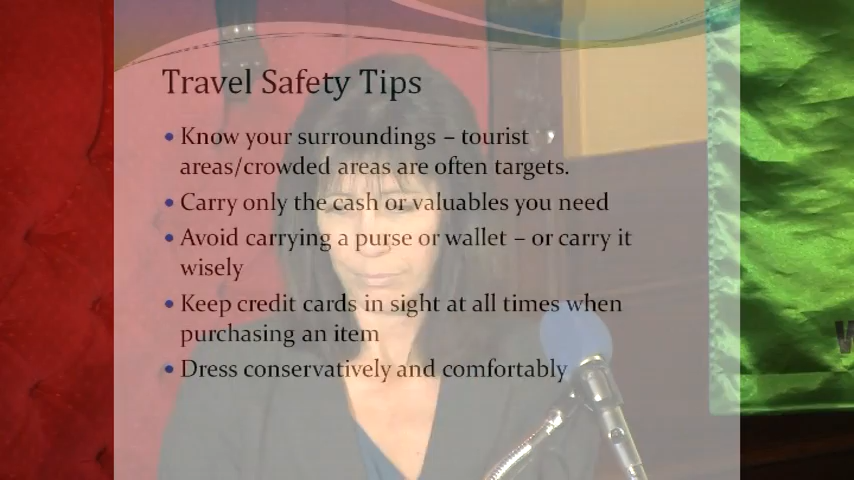 Travel Safety Tips
• Know your surroundings – tourist
areas/crowded areas are often targets.
• Carry only the cash or valuables you need
• Avoid carrying a purse or wallet – or carry it
wisely
• Keep credit cards in sight at all times when
purchasing an item
• Dress conservatively and comfortably